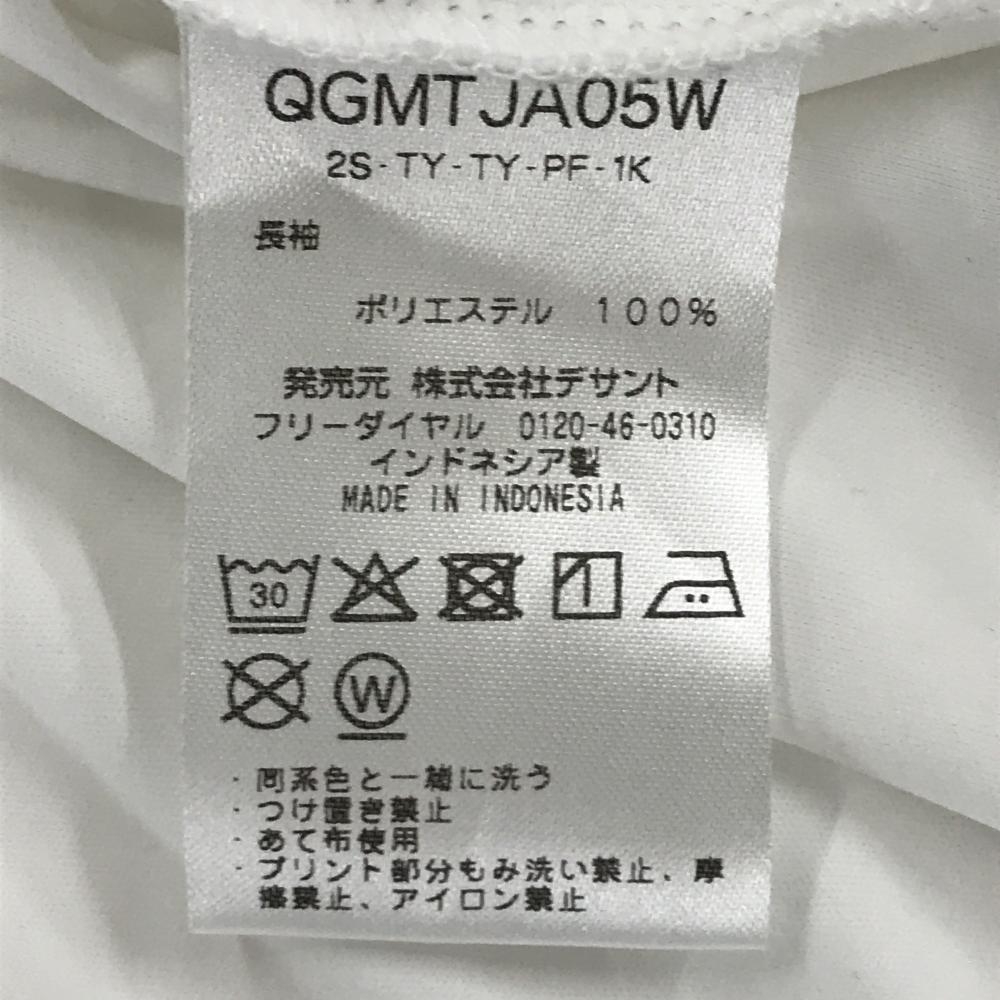 QGMTJA05W
2S-TY-TY-PF-1K
長袖
ポリエステル 100%
発売元 株式会社デサント
フリーダイヤル 0120-46-0310
インドネシア製
MADE IN INDONESIA
30
W
・同系色と一緒に洗う
・つけ置き禁止
・あて布使用
・プリント部分もみ洗い禁止、摩
擦禁止、アイロン禁止